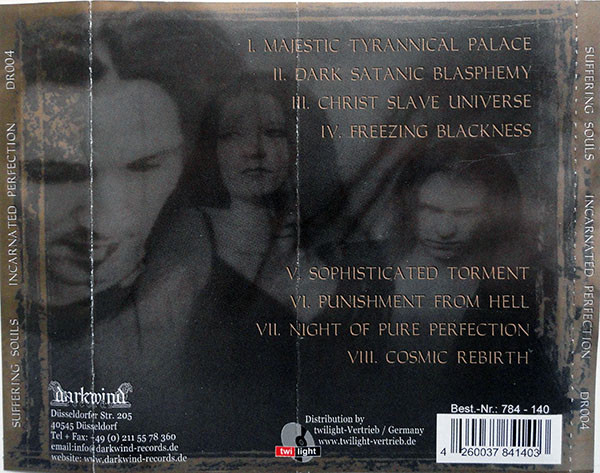 SUFFERING SOULS INCARNATED PERFECTION DR004
I. MAJESTIC TYRANNICAL PALACE
II. DARK SATANIC BLASPHEMY
III. CHRIST SLAVE UNIVERSE
IV. FREEZING BLACKNESS
V. SOPHISTICATED TORMENT
VI. PUNISHMENT FROM HELL
VII. NIGHT OF PURE PERFECTION
VIII. COSMIC REBIRTH
darkwind
Düsseldorfer Str. 205
40545 Düsseldorf
Tel + Fax: +49 (0) 211 55 78 360
email:info@darkwind-records.de
website: www.darkwind-records.de
twilight
Distribution by
twilight-Vertrieb / Germany
www.twilight-vertrieb.de
Best.-Nr.: 784 - 140
4 260037 841403
SUFFERING SOULS INCARNATED PERFECTION DR004